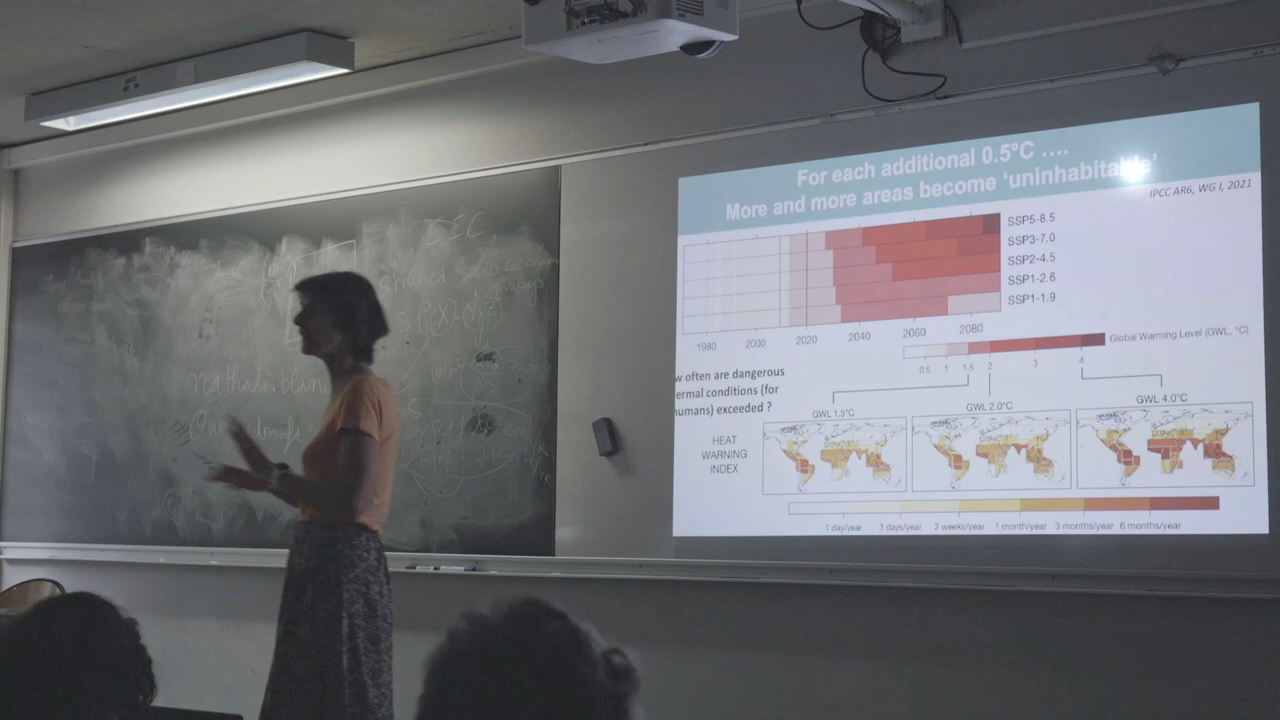 CEC
For each additional 0.5°C ….
More and more areas become 'uninhabitable'
IPCC AR6, WG I, 2021
SSP5-8.5
SSP3-7.0
SSP2-4.5
SSP1-2.6
SSP1-1.9
1980 2000 2020 2040 2060 2080
Global Warming Level (GWL, °C)
0.5 1 1.5 2 3 4
w often are dangerous
ermal conditions (for
humans) exceeded ?
GWL 1.5°C GWL 2.0°C GWL 4.0°C
HEAT
WARNING
INDEX
1 day/year 3 days/year 2 weeks/year 1 month/year 3 months/year 6 months/year